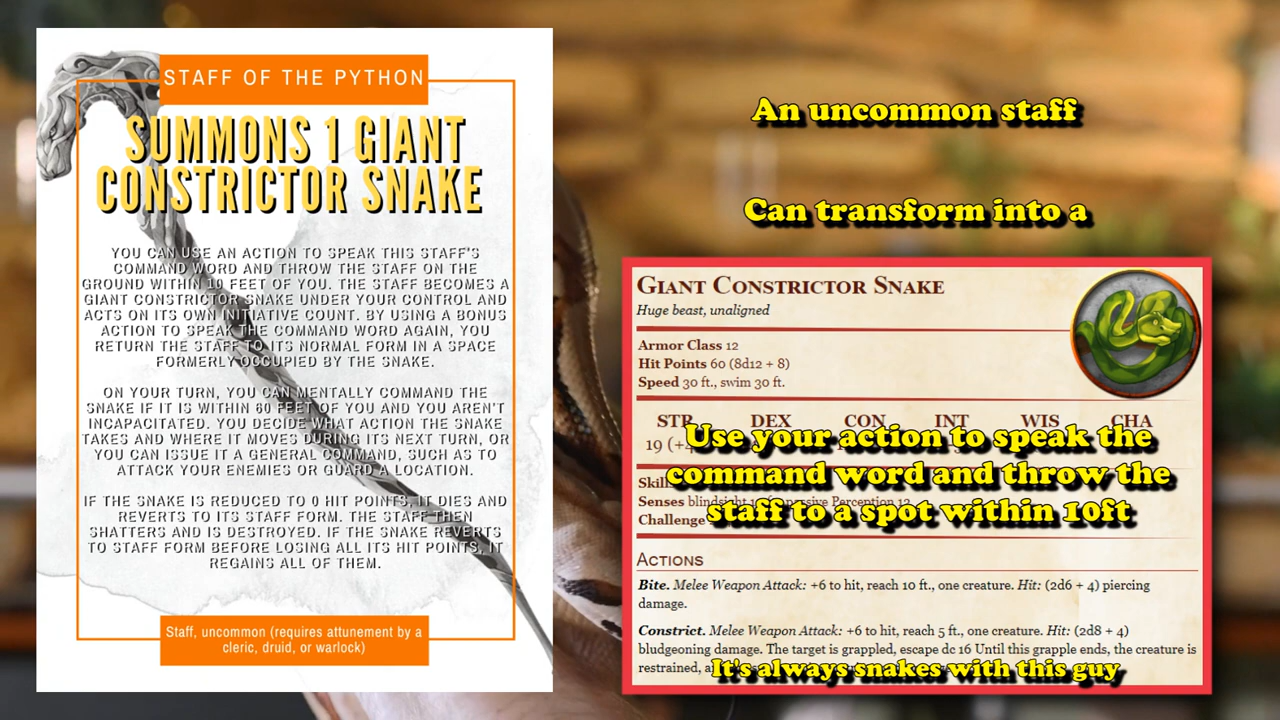 STAFF OF THE PYTHON
SUMMONS 1 GIANT
CONSTRICTOR SNAKE
YOU CAN USE AN ACTION TO SPEAK THIS STAFF'S
COMMAND WORD AND THROW THE STAFF ON THE
GROUND WITHIN 10 FEET OF YOU. THE STAFF BECOMES A
GIANT CONSTRICTOR SNAKE UNDER YOUR CONTROL AND
ACTS ON ITS OWN INITIATIVE COUNT. BY USING A BONUS
ACTION TO SPEAK THE COMMAND WORD AGAIN, YOU
RETURN THE STAFF TO ITS NORMAL FORM IN A SPACE
FORMERLY OCCUPIED BY THE SNAKE.
ON YOUR TURN, YOU CAN MENTALLY COMMAND THE
SNAKE IF IT IS WITHIN 60 FEET OF YOU AND YOU AREN'T
INCAPACITATED. YOU DECIDE WHAT ACTION THE SNAKE
TAKES AND WHERE IT MOVES DURING ITS NEXT TURN, OR
YOU CAN ISSUE IT A GENERAL COMMAND, SUCH AS TO
ATTACK YOUR ENEMIES OR GUARD A LOCATION.
IF THE SNAKE IS REDUCED TO 0 HIT POINTS, IT DIES AND
REVERTS TO ITS STAFF FORM. THE STAFF THEN
SHATTERS AND IS DESTROYED. IF THE SNAKE REVERTS
TO STAFF FORM BEFORE LOSING ALL ITS HIT POINTS, IT
REGAINS ALL OF THEM.
Staff, uncommon (requires attunement by a
cleric, druid, or warlock)
An uncommon staff
Can transform into a
Giant Constrictor Snake
Huge beast, unaligned
Armor Class 12
Hit Points 60 (8d12 + 8)
Speed 30 ft., swim 30 ft.
STR DEX CON INT WIS CHA
19
Use your action to speak the
command word and throw the
staff to a spot within 10ft
Senses blindsight Perception 12
Challenge
Actions
Bite. Melee Weapon Attack: +6 to hit, reach 10 ft., one creature. Hit: (2d6 + 4) piercing
damage.
Constrict. Melee Weapon Attack: +6 to hit, reach 5 ft., one creature. Hit: (2d8 + 4)
bludgeoning damage. The target is grappled, escape dc 16 Until this grapple ends, the creature is
restrained,
It's always snakes with this guy